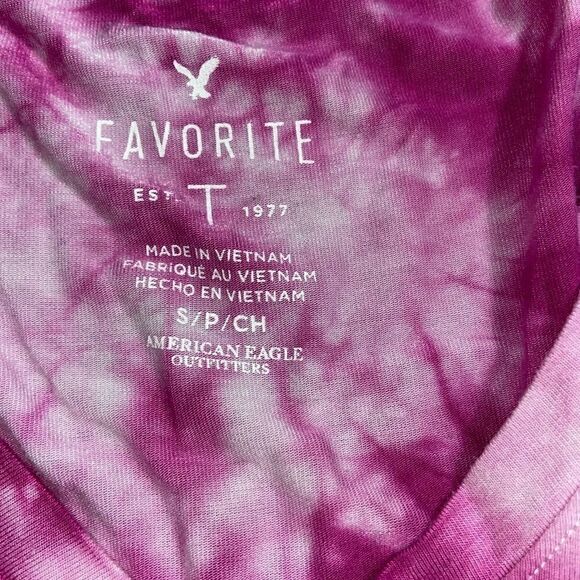 FAVORITE
EST. T 1977
MADE IN VIETNAM
FABRIQUÉ AU VIETNAM
HECHO EN VIETNAM
S/P/CH
AMERICAN EAGLE
OUTFITTERS